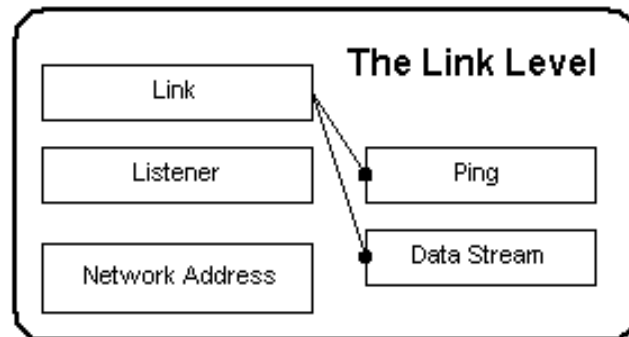 The Link Level
Link
Listener
Ping
Data Stream
Network Address